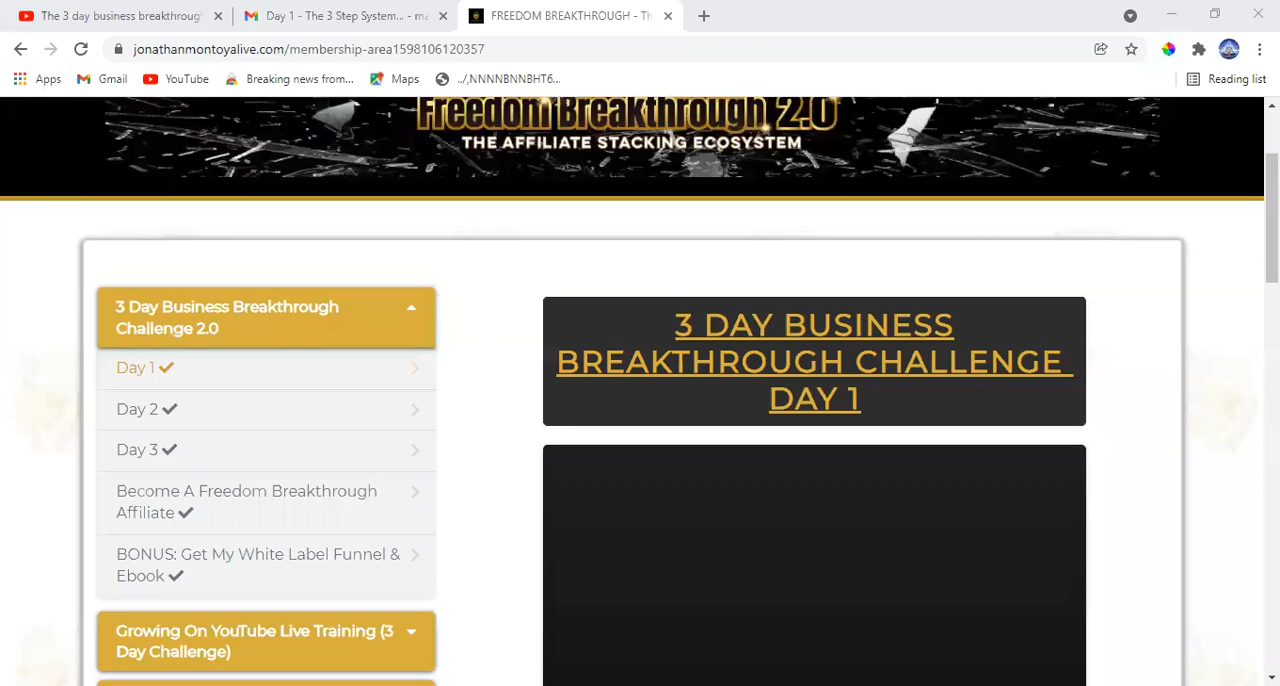 The 3 day business breakthroug
Day 1 - The 3 Step System... - ma
FREEDOM BREAKTHROUGH - Th
jonathanmontoyalive.com/membership-area1598106120357
Apps
Gmail
YouTube
Breaking news from...
Maps
../,NNNNBNNBHT6...
Reading list
Freedom Breakthrough 2.0
THE AFFILIATE STACKING ECOSYSTEM
3 Day Business Breakthrough
Challenge 2.0
Day 1
Day 2
Day 3
Become A Freedom Breakthrough
Affiliate
BONUS: Get My White Label Funnel &
Ebook
Growing On YouTube Live Training (3
Day Challenge)
3 DAY BUSINESS
BREAKTHROUGH CHALLENGE
DAY 1